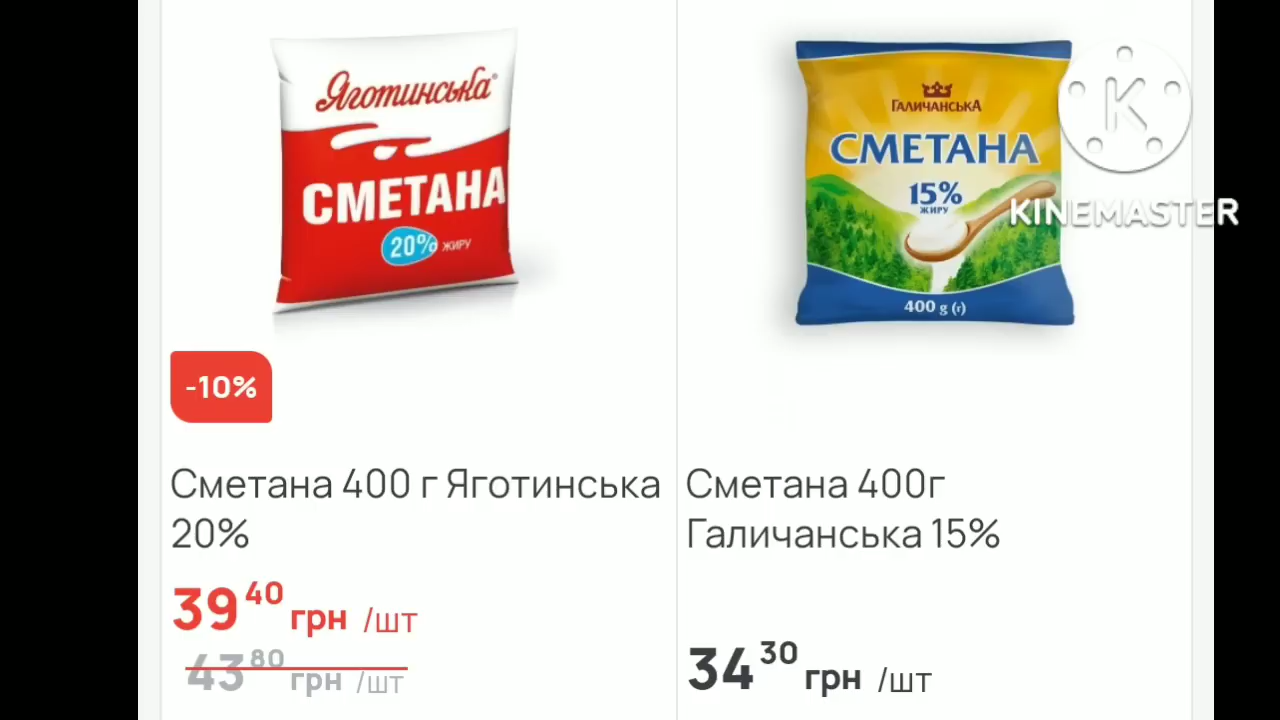 Яготинська
СМЕТАНА
20% ЖИРУ
-10%
Сметана 400 г Яготинська
20%
39 40 грн /шт
43 80 грн /шт
ГАЛИЧАНСЬКА
СМЕТАНА
15%
ЖИРУ
400 g (г)
K
KINEMASTER
Сметана 400г
Галичанська 15%
34 30 грн /шт